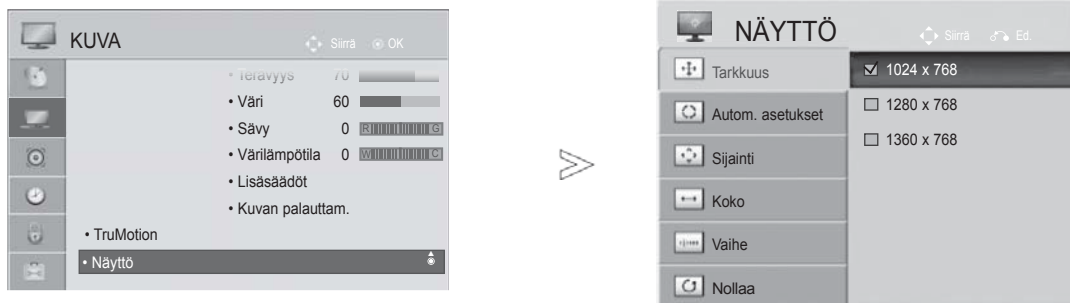 KUVA
Siirrä OK
• Terävyys 70
• Väri 60
• Sävy 0 R G
• Värilämpötila 0 W C
• Lisäsäädöt
• Kuvan palauttam.
• TruMotion
• Näyttö
NÄYTTÖ
Siirrä Ed.
Tarkkuus
Autom. asetukset
Sijainti
Koko
Vaihe
Nollaa
1024 x 768
1280 x 768
1360 x 768